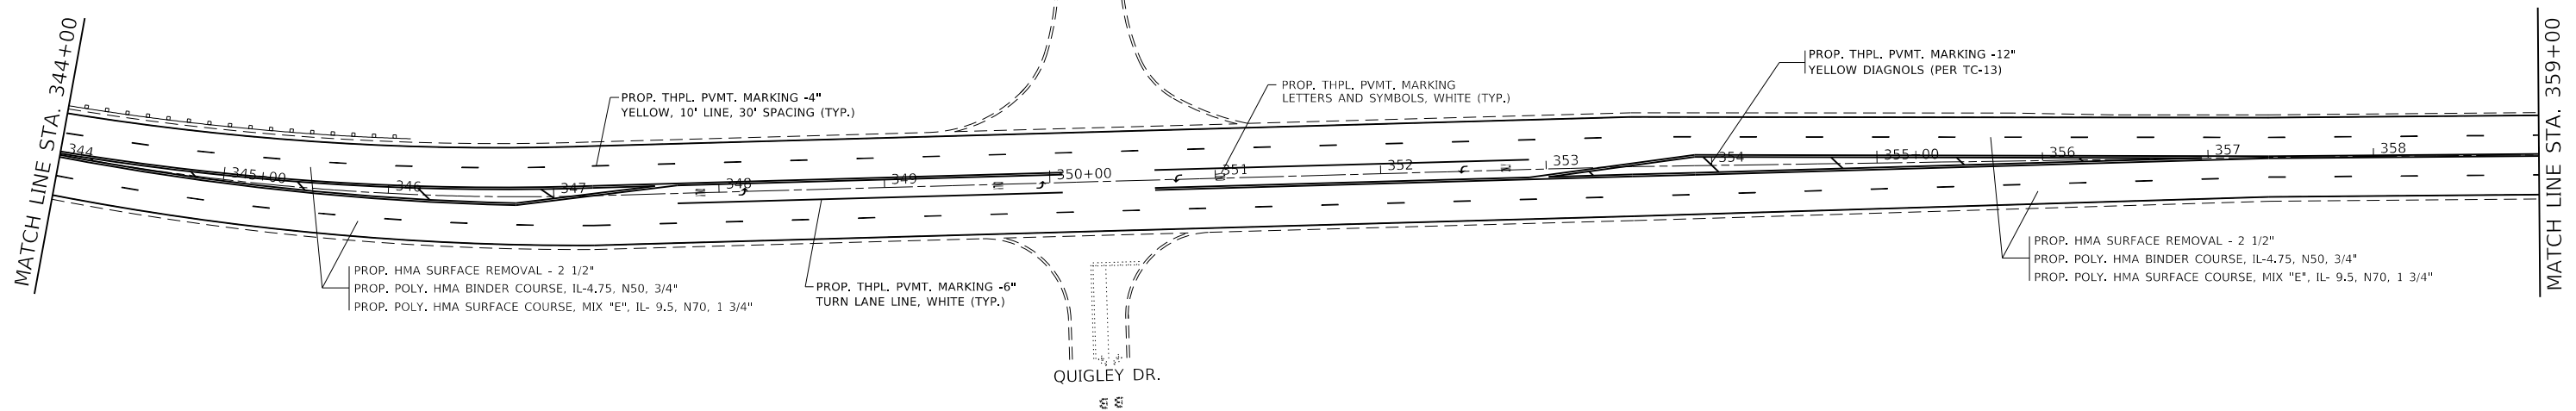 MATCH LINE STA. 344+00
PROP. THPL. PVMT. MARKING -4"
YELLOW, 10' LINE, 30' SPACING (TYP.)
PROP. THPL. PVMT. MARKING
LETTERS AND SYMBOLS, WHITE (TYP.)
PROP. THPL. PVMT. MARKING -12"
YELLOW DIAGNOLS (PER TC-13)
MATCH LINE STA. 359+00
344
345+00
346
347
348
349
350+00
351
352
353
354
355+00
356
357
358
PROP. HMA SURFACE REMOVAL - 2 1/2"
PROP. POLY. HMA BINDER COURSE, IL-4.75, N50, 3/4"
PROP. POLY. HMA SURFACE COURSE, MIX "E", IL- 9.5, N70, 1 3/4"
PROP. THPL. PVMT. MARKING -6"
TURN LANE LINE, WHITE (TYP.)
PROP. HMA SURFACE REMOVAL - 2 1/2"
PROP. POLY. HMA BINDER COURSE, IL-4.75, N50, 3/4"
PROP. POLY. HMA SURFACE COURSE, MIX "E", IL- 9.5, N70, 1 3/4"
QUIGLEY DR.